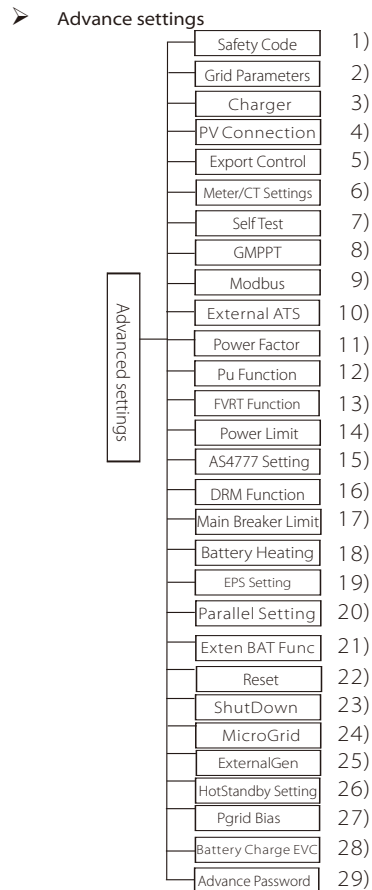 ➢ Advance settings
Safety Code 1)
Grid Parameters 2)
Charger 3)
PV Connection 4)
Export Control 5)
Meter/CT Settings 6)
Self Test 7)
GMPPT 8)
Modbus 9)
External ATS 10)
Power Factor 11)
Pu Function 12)
FVRT Function 13)
Power Limit 14)
AS4777 Setting 15)
DRM Function 16)
Main Breaker Limit 17)
Battery Heating 18)
EPS Setting 19)
Parallel Setting 20)
Exten BAT Func 21)
Reset 22)
ShutDown 23)
MicroGrid 24)
ExternalGen 25)
HotStandby Setting 26)
Pgrid Bias 27)
Battery Charge EVC 28)
Advance Password 29)
Advanced settings